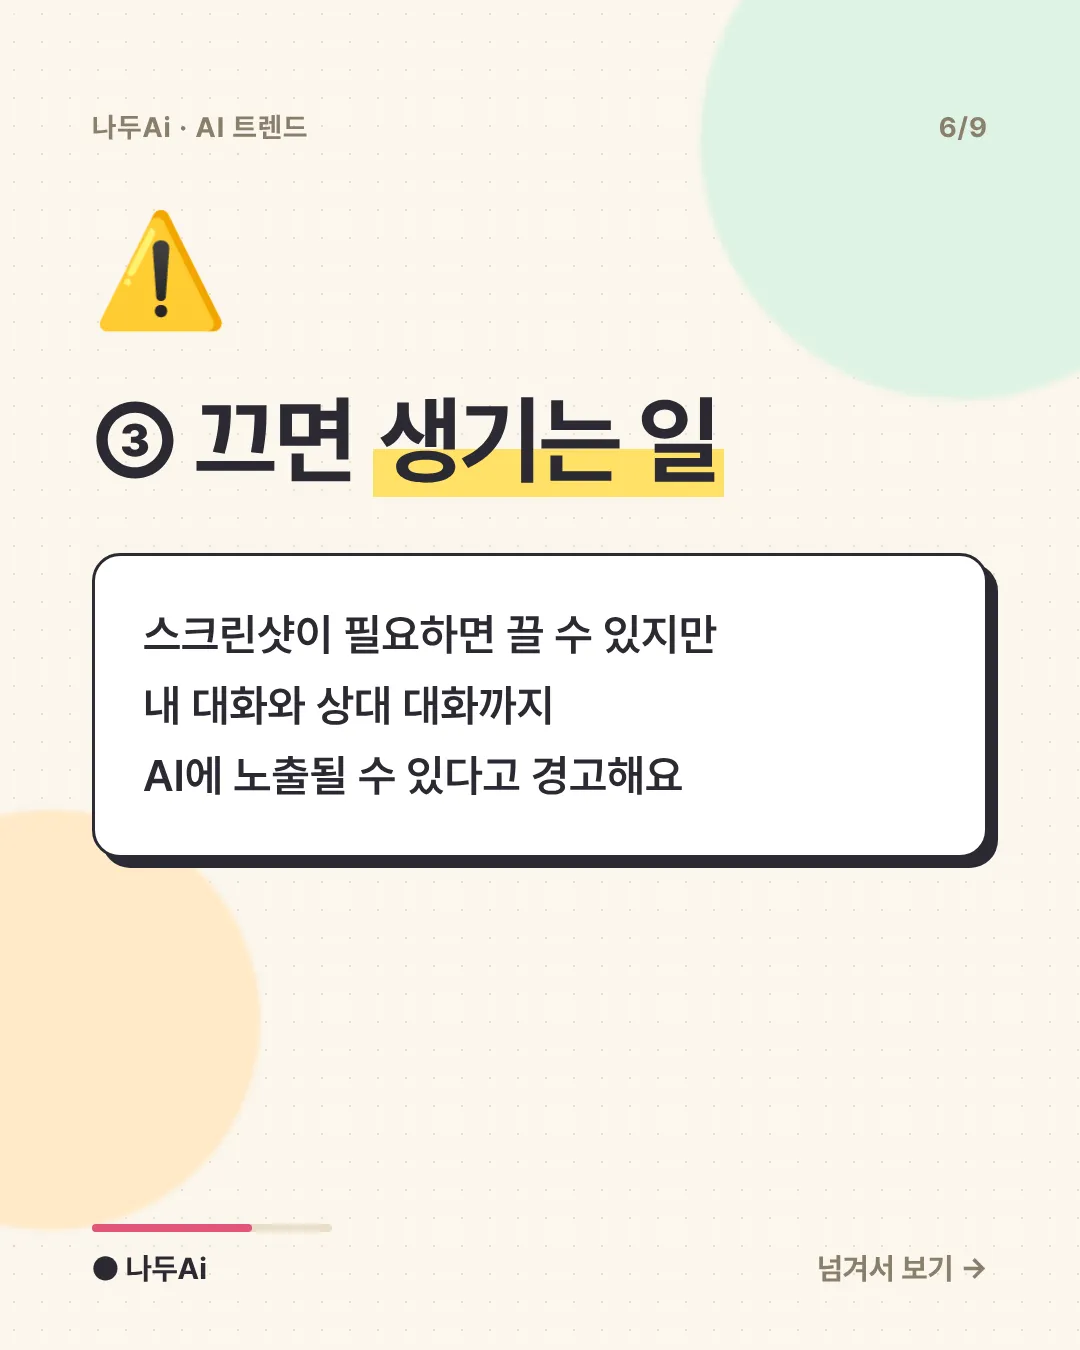 나두Ai · AI 트렌드
6/9
③ 끄면 생기는 일
스크린샷이 필요하면 끌 수 있지만
내 대화와 상대 대화까지
AI에 노출될 수 있다고 경고해요
나두Ai
넘겨서 보기 →